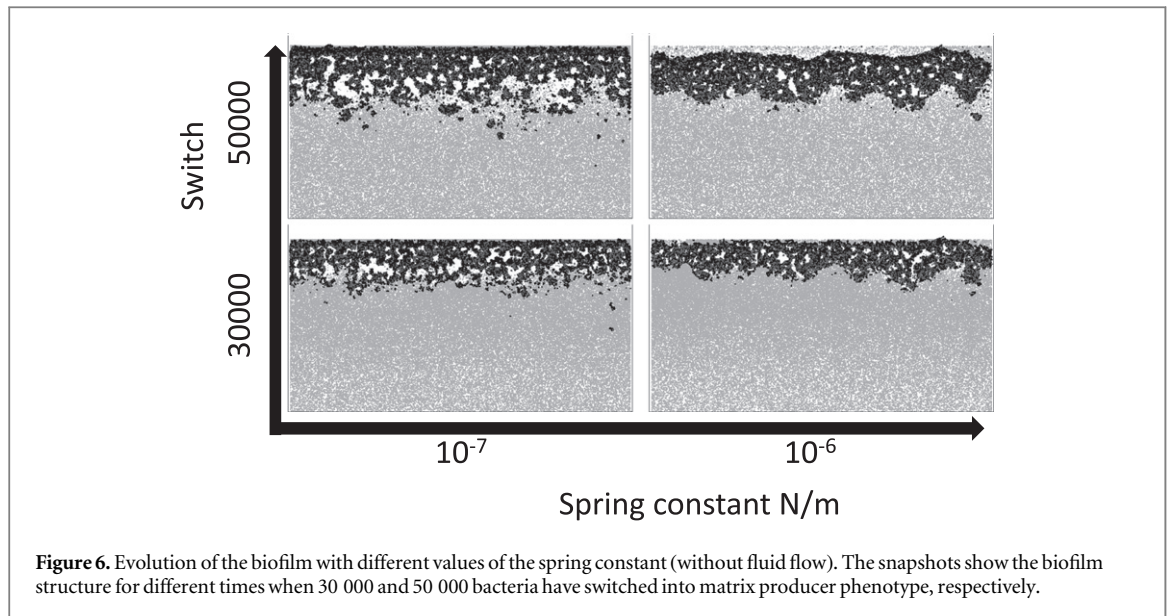 Switch
50000
30000
10-7
10-6
Spring constant N/m
Figure 6. Evolution of the biofilm with different values of the spring constant (without fluid flow). The snapshots show the biofilm
structure for different times when 30 000 and 50 000 bacteria have switched into matrix producer phenotype, respectively.